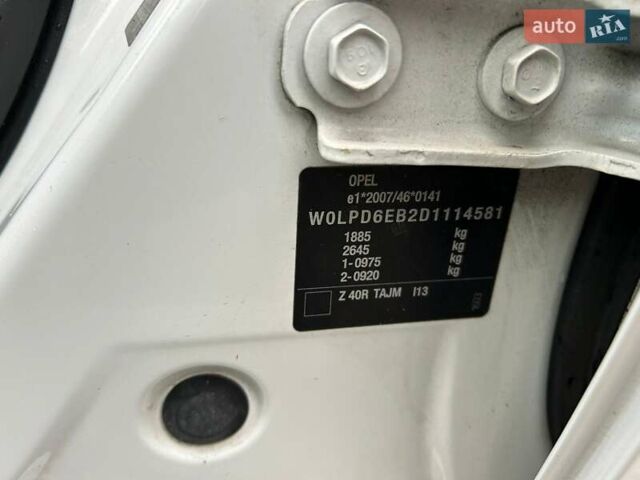 auto RIA .com
OPEL
e1*2007/46*0141
W0LPD6EB2D1114581
1885 kg
2645 kg
1-0975 kg
2-0920 kg
Z 40R TAJM I13